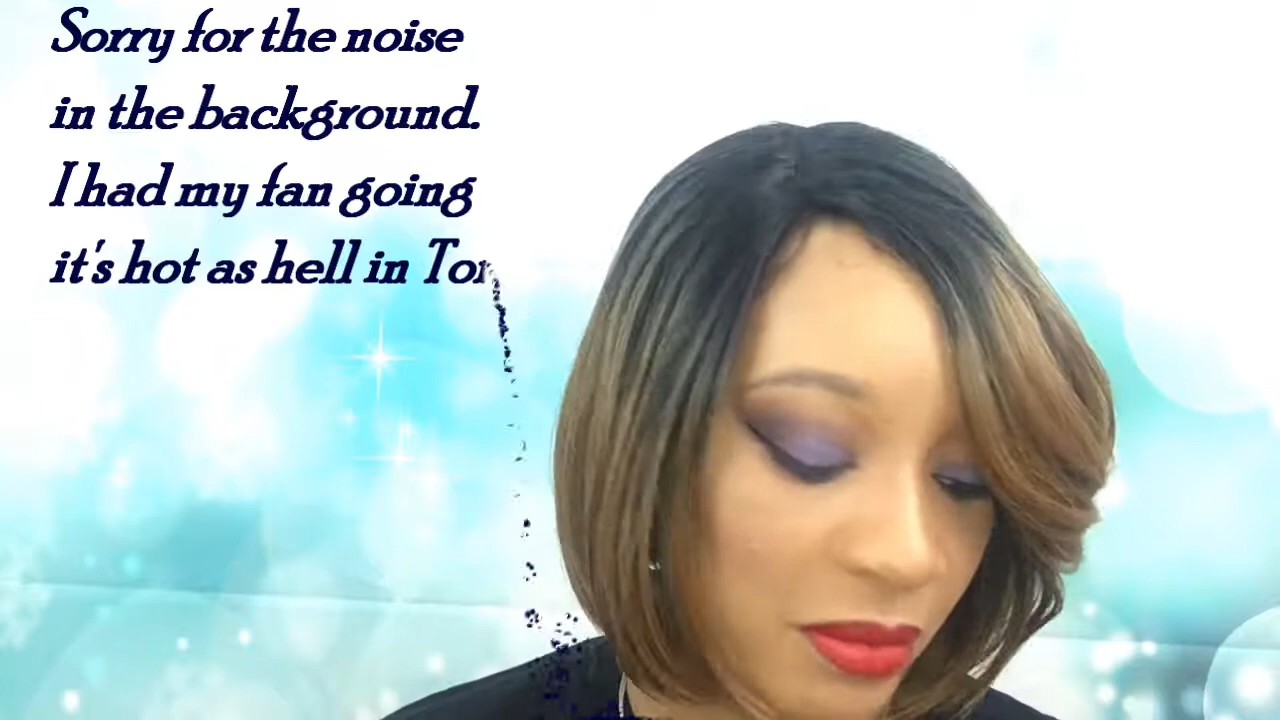 Sorry for the noise
in the background.
I had my fan going
it's hot as hell in